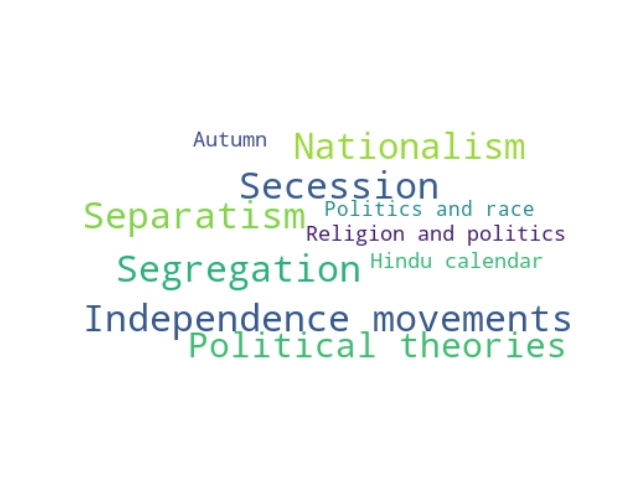 Autumn
Nationalism
Secession
Separatism
Politics and race
Religion and politics
Segregation
Hindu calendar
Independence movements
Political theories